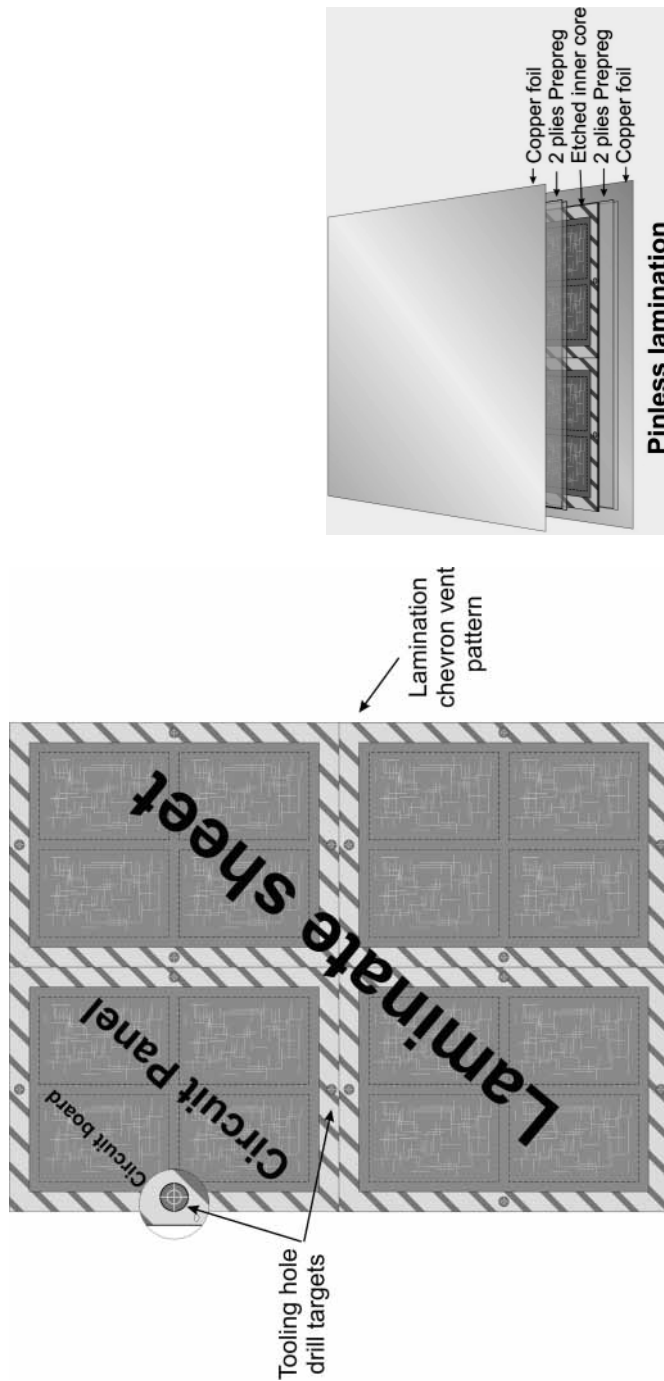 Tooling hole
drill targets
Circuit board
Circuit Panel
Laminate sheet
Lamination
chevron vent
pattern
Copper foil
2 plies Prepreg
Etched inner core
2 plies Prepreg
Copper foil
Pinless lamination